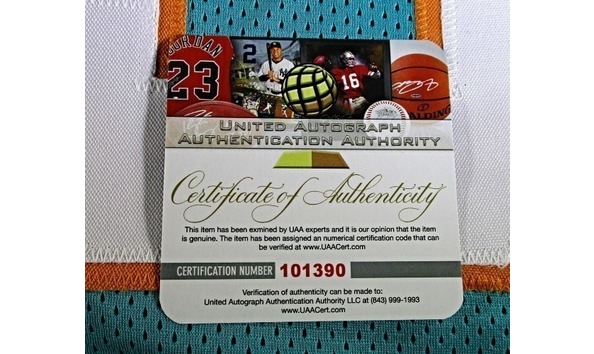 JORDAN
23
2
16
SPALDING
UNITED AUTOGRAPH
AUTHENTICATION AUTHORITY
Certificate of Authenticity
This item has been exmined by UAA experts and it is our opinion that the item
is genuine. The item has been assigned an numerical certification code that can
be verified at www.UAACert.com.
CERTIFICATION NUMBER 101390
Verification of authenticity can be made to:
United Autograph Authentication Authority LLC at (843) 999-1993
www.UAACert.com